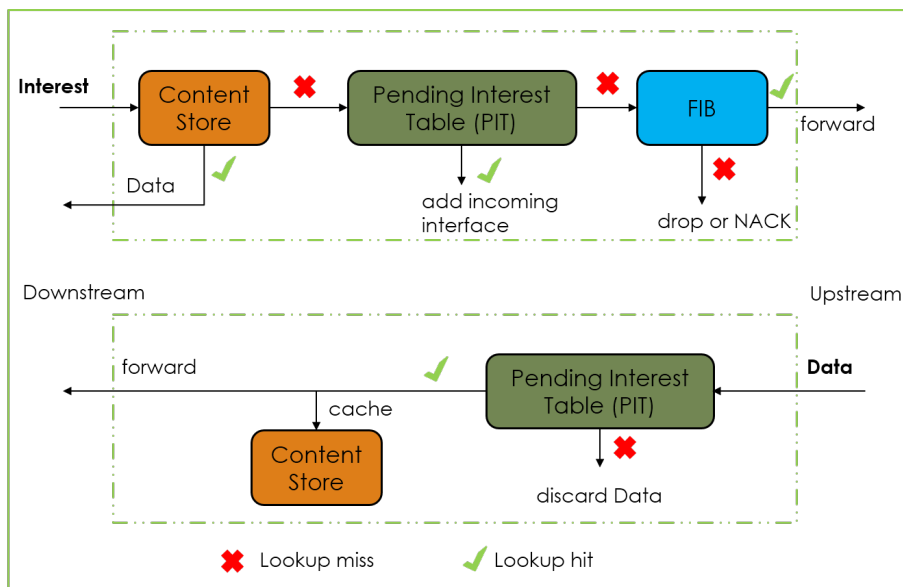 Interest
Content
Store
Pending Interest
Table (PIT)
FIB
forward
Data
add incoming
interface
drop or NACK
Downstream
Upstream
forward
Pending Interest
Table (PIT)
Data
cache
Content
Store
discard Data
Lookup miss
Lookup hit